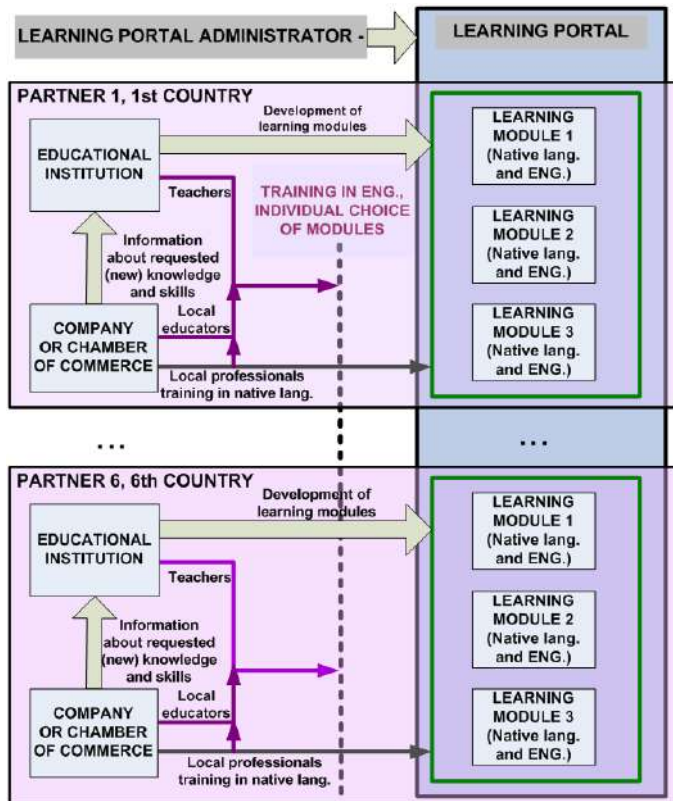 LEARNING PORTAL ADMINISTRATOR -
LEARNING PORTAL
PARTNER 1, 1st COUNTRY
Development of
learning modules
EDUCATIONAL
INSTITUTION
Teachers
TRAINING IN ENG.,
INDIVIDUAL CHOICE
OF MODULES
Information
about requested
(new) knowledge
and skills
Local
educators
COMPANY
OR CHAMBER
OF COMMERCE
Local professionals
training in native lang.
LEARNING
MODULE 1
(Native lang.
and ENG.)
LEARNING
MODULE 2
(Native lang.
and ENG.)
LEARNING
MODULE 3
(Native lang.
and ENG.)
...
...
PARTNER 6, 6th COUNTRY
Development of
learning modules
EDUCATIONAL
INSTITUTION
Teachers
Information
about requested
(new) knowledge
and skills
Local
educators
COMPANY
OR CHAMBER
OF COMMERCE
Local professionals
training in native lang.
LEARNING
MODULE 1
(Native lang.
and ENG.)
LEARNING
MODULE 2
(Native lang.
and ENG.)
LEARNING
MODULE 3
(Native lang.
and ENG.)